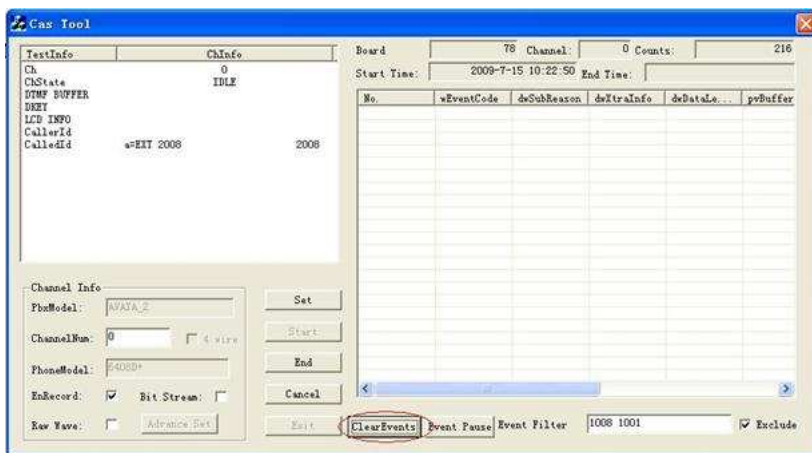 Cas Tool
TestInfo ChInfo
Ch 0
ChState IDLE
DTMF BUFFER
DKEY
LCD INFO
CallerId
CalledId a=EXT 2008 2008
Board 78 Channel: 0 Counts: 216
Start Time: 2009-7-15 10:22:50 End Time:
No. wEventCode dwSubReason dwXtraInfo dwDataLe... pvBuffer
Channel Info
PbxModel: AVAYA_2
ChannelNum: 0 4 wire
PhoneModel: 6408D+
EnRecord: Bit Stream:
Raw Wave: Advance Set
Set
Start
End
Cancel
Exit
ClearEvents Event Pause Event Filter 1008 1001 Exclude